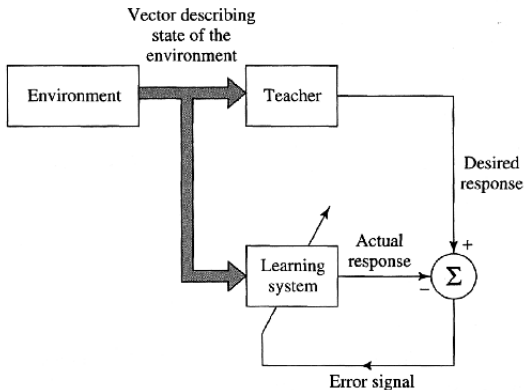 Vector describing
state of the
environment
Environment
Teacher
Desired
response
+
Learning
system
Actual
response
Σ
−
Error signal